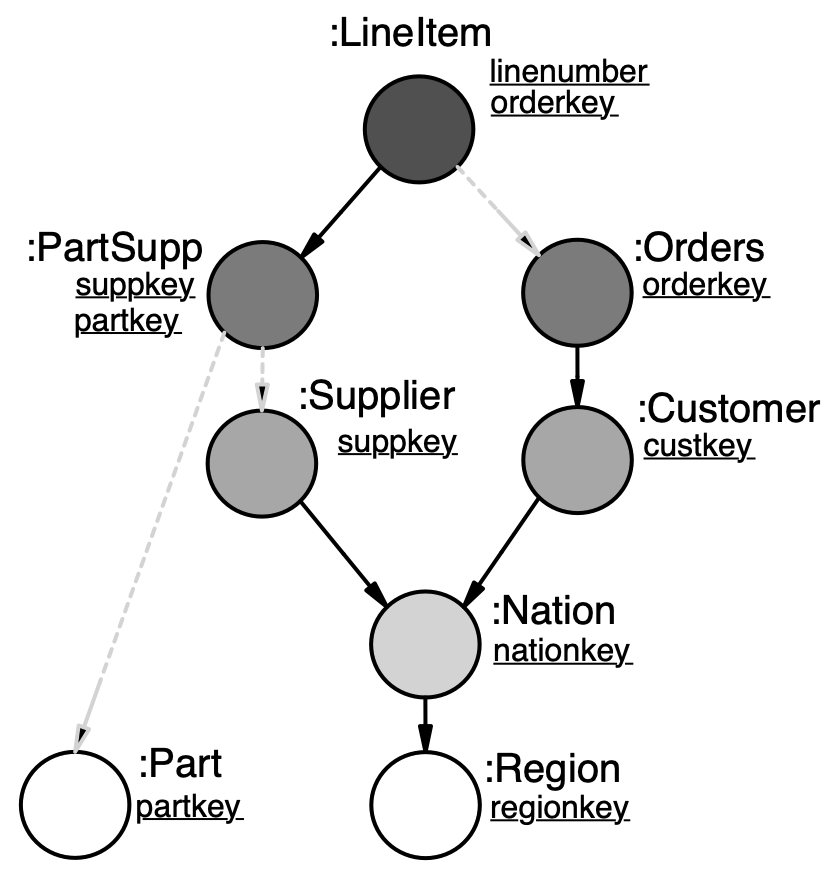 :LineItem
linenumber
orderkey
:PartSupp
suppkey
partkey
:Orders
orderkey
:Supplier
suppkey
:Customer
custkey
:Nation
nationkey
:Part
partkey
:Region
regionkey